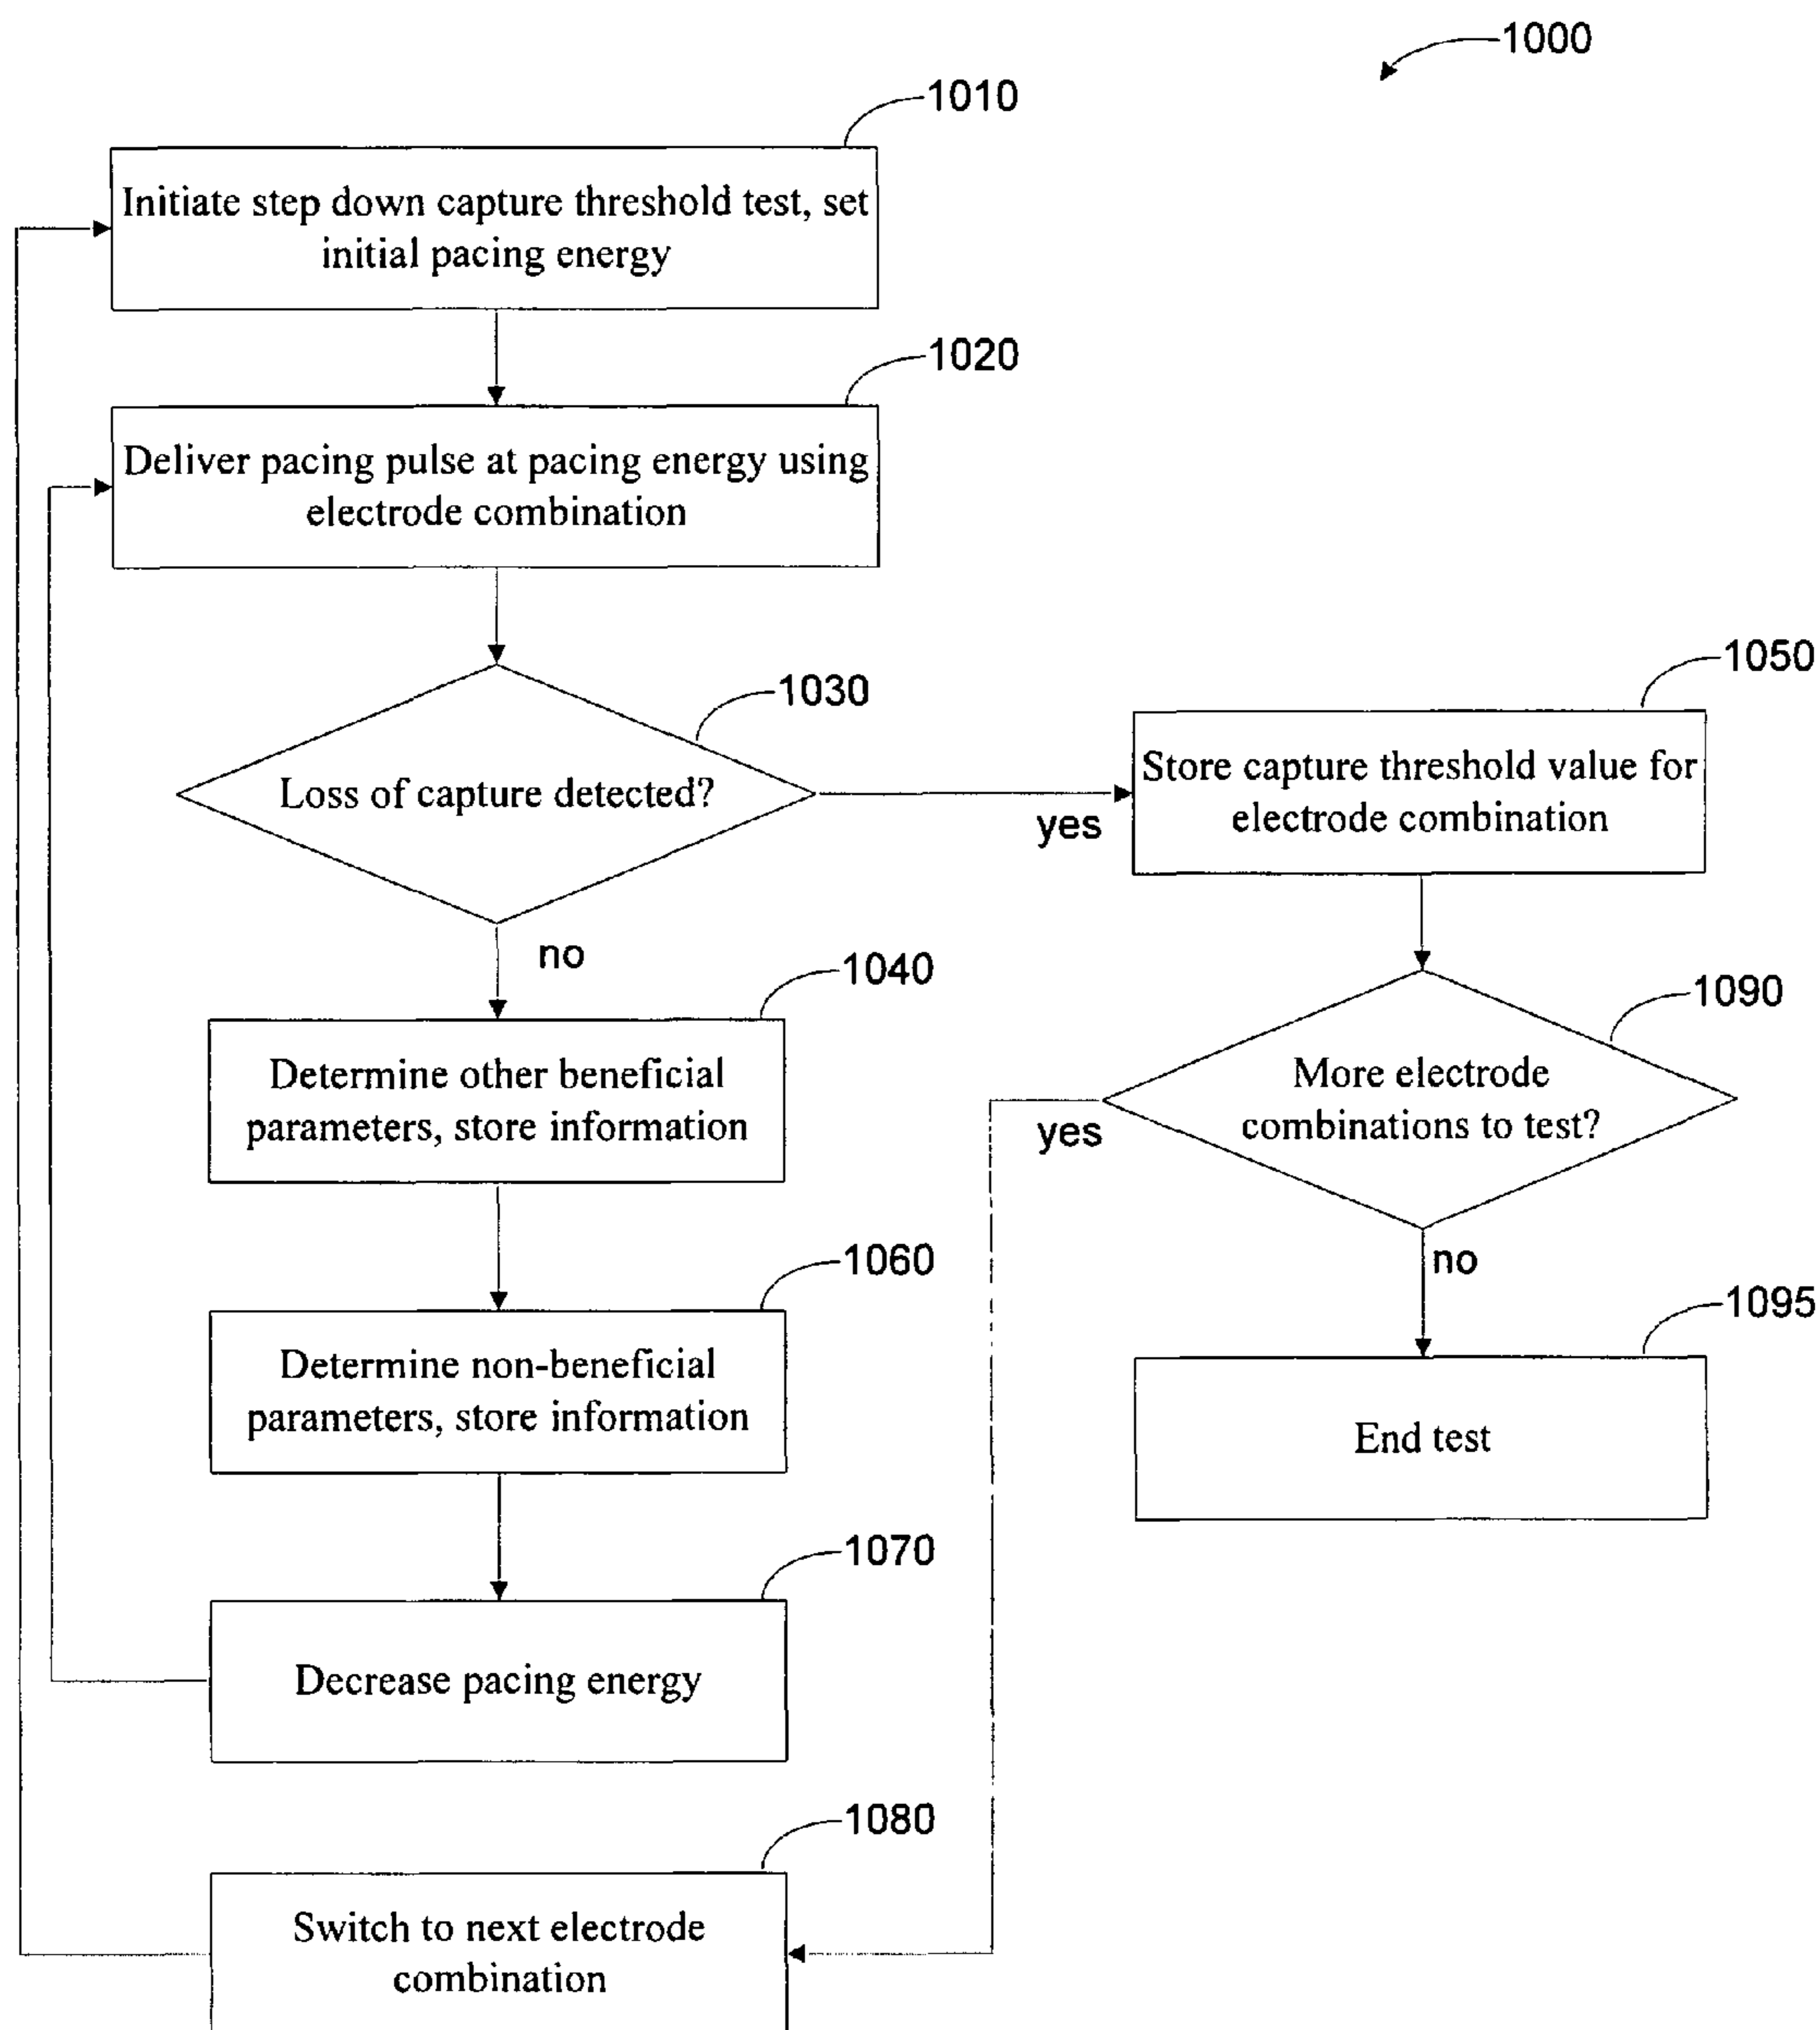 1000
1010
Initiate step down capture threshold test, set
initial pacing energy
1020
Deliver pacing pulse at pacing energy using
electrode combination
1030
Loss of capture detected?
yes
no
1050
Store capture threshold value for
electrode combination
1040
Determine other beneficial
parameters, store information
1090
More electrode
combinations to test?
yes
no
1060
Determine non-beneficial
parameters, store information
1095
End test
1070
Decrease pacing energy
1080
Switch to next electrode
combination